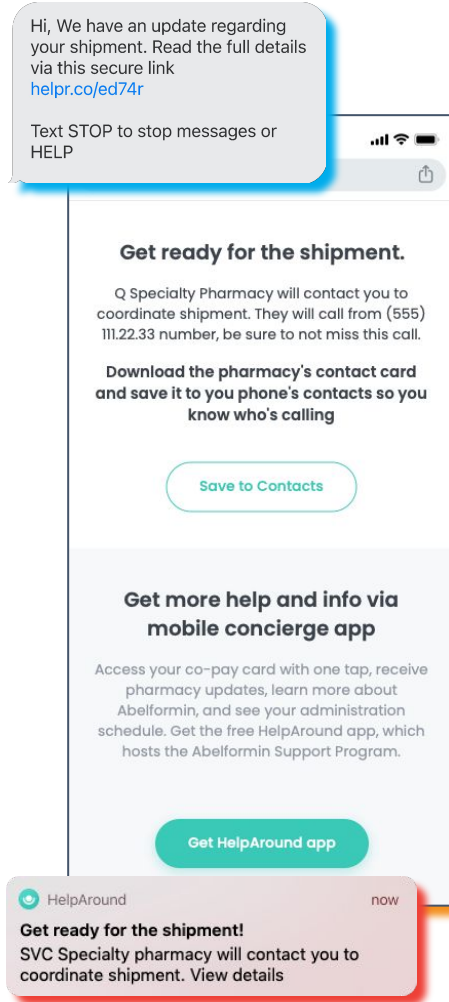 Hi, We have an update regarding
your shipment. Read the full details
via this secure link
helpr.co/ed74r
Text STOP to stop messages or
HELP
Get ready for the shipment.
Q Specialty Pharmacy will contact you to
coordinate shipment. They will call from (555)
111.22.33 number, be sure to not miss this call.
Download the pharmacy's contact card
and save it to you phone's contacts so you
know who's calling
Save to Contacts
Get more help and info via
mobile concierge app
Access your co-pay card with one tap, receive
pharmacy updates, learn more about
Abelformin, and see your administration
schedule. Get the free HelpAround app, which
hosts the Abelformin Support Program.
Get HelpAround app
HelpAround now
Get ready for the shipment!
SVC Specialty pharmacy will contact you to
coordinate shipment. View details